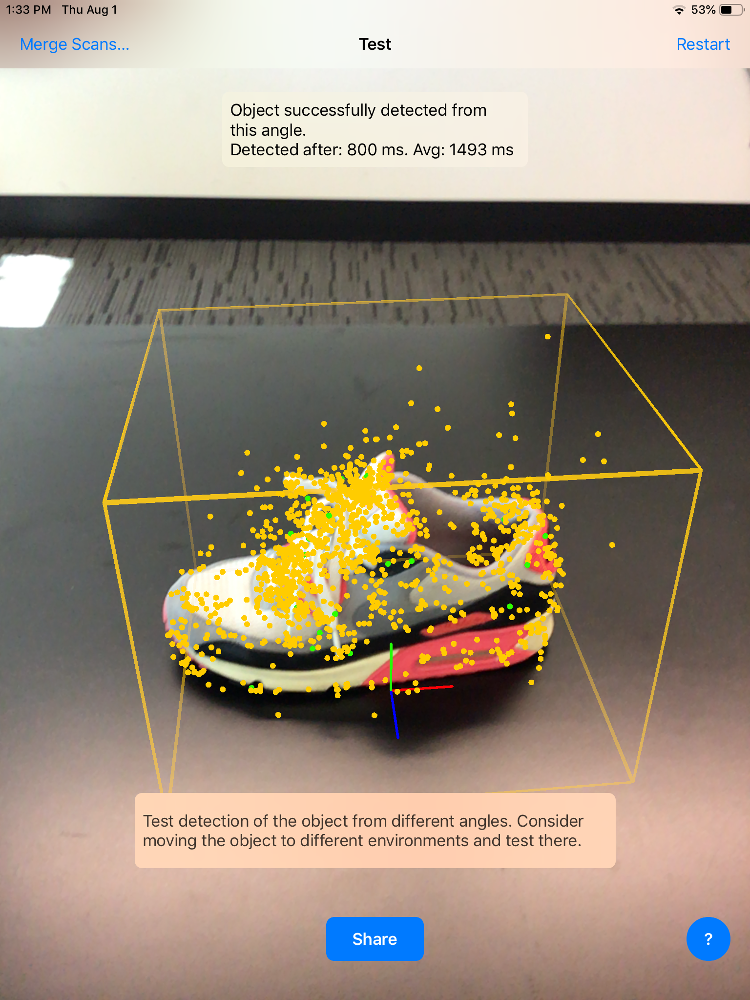 1:33 PM Thu Aug 1 53%
Merge Scans... Test Restart
Object successfully detected from
this angle.
Detected after: 800 ms. Avg: 1493 ms
Test detection of the object from different angles. Consider
moving the object to different environments and test there.
Share ?